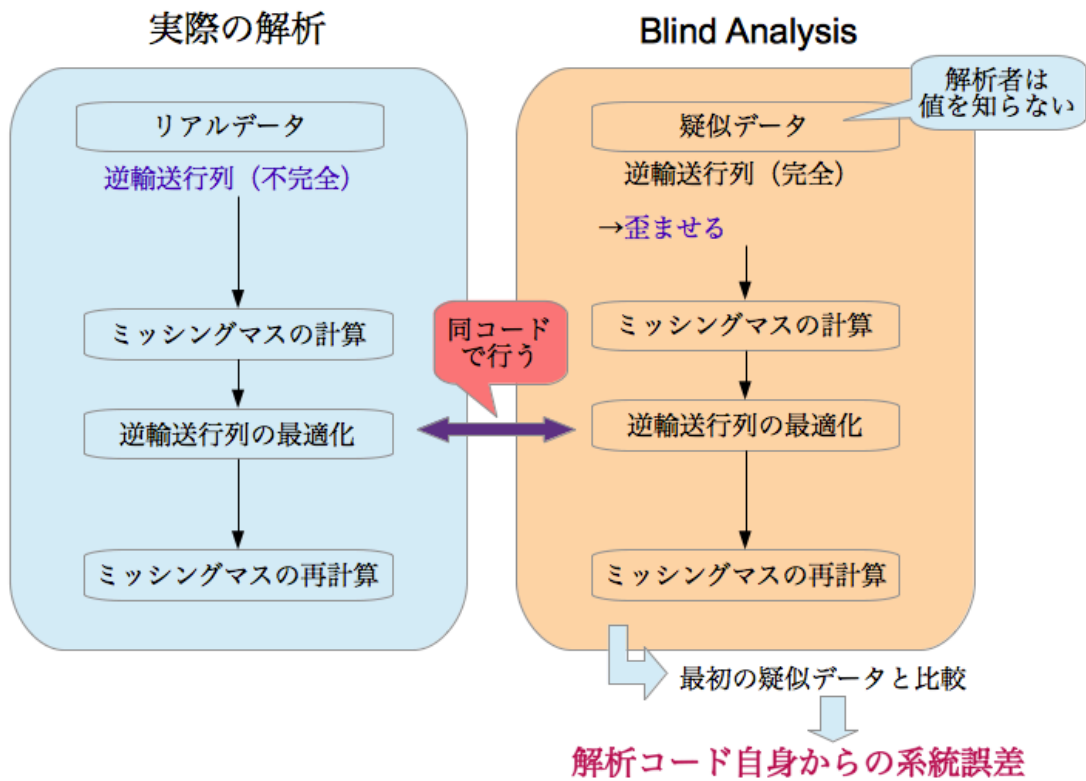 実際の解析
リアルデータ
逆輸送行列（不完全）
ミッシングマスの計算
逆輸送行列の最適化
ミッシングマスの再計算
同コード
で行う
Blind Analysis
解析者は
値を知らない
疑似データ
逆輸送行列（完全）
→歪ませる
ミッシングマスの計算
逆輸送行列の最適化
ミッシングマスの再計算
最初の疑似データと比較
解析コード自身からの系統誤差